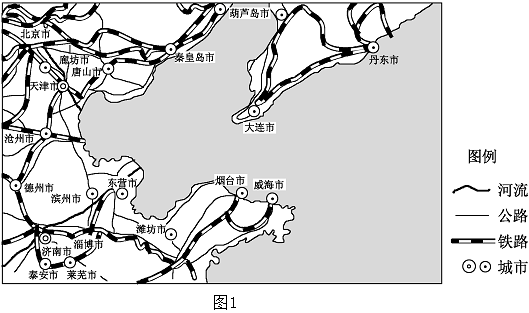 葫芦岛市
北京市
秦皇岛市
丹东市
廊坊市
唐山市
天津市
大连市
沧州市
图例
德州市
滨州市
东营市
烟台市
威海市
河流
公路
潍坊市
淄博市
铁路
济南市
城市
泰安市
莱芜市
图1